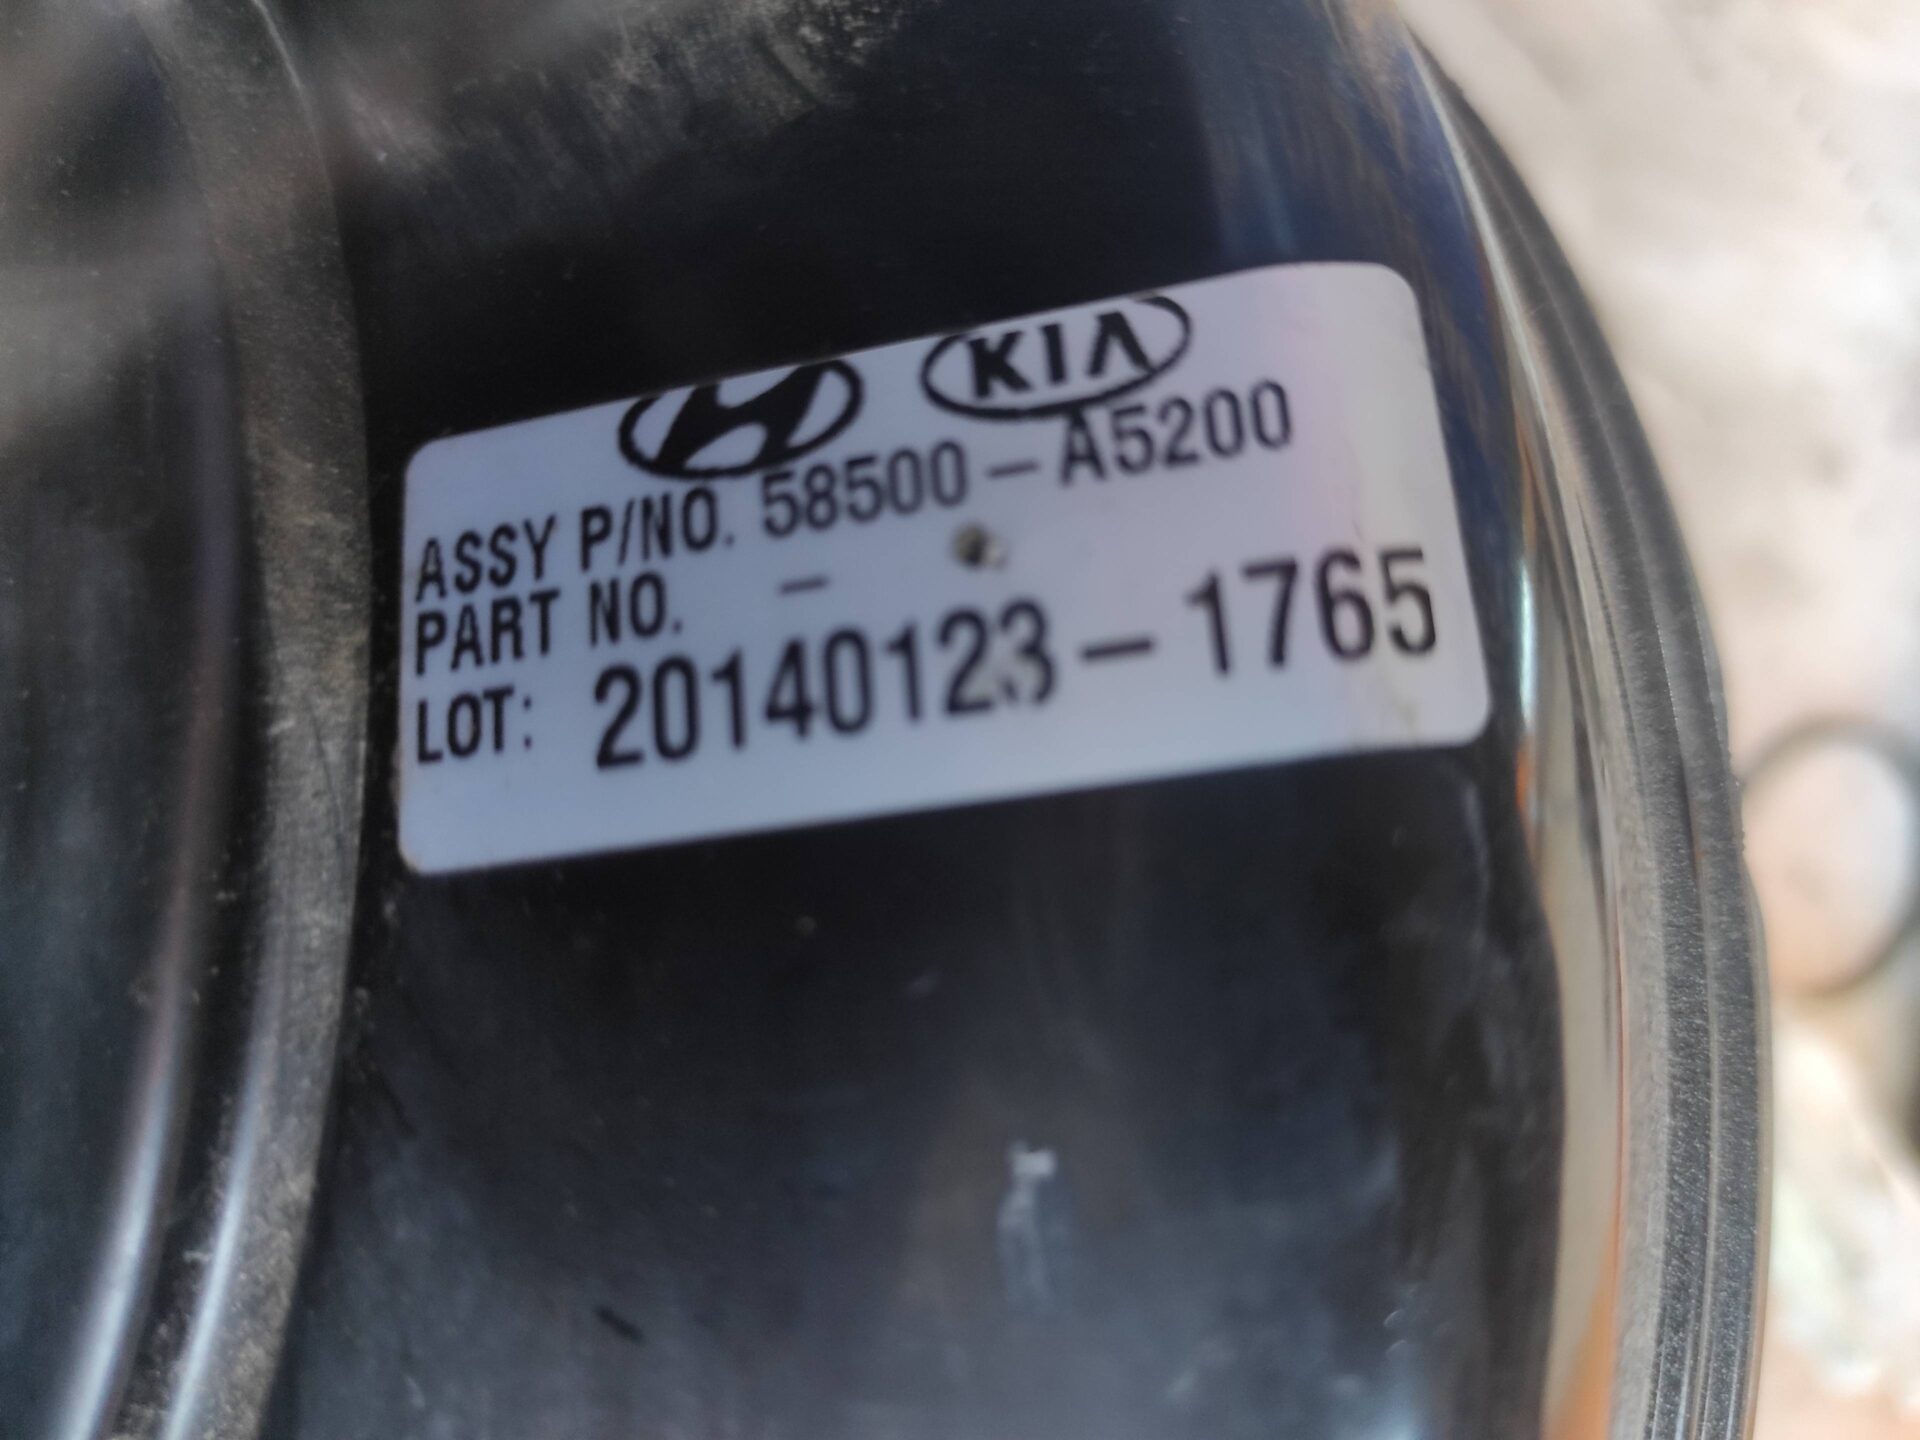 KIA
ASSY P/NO. 58500-A5200
PART NO. -
LOT: 20140123-1765